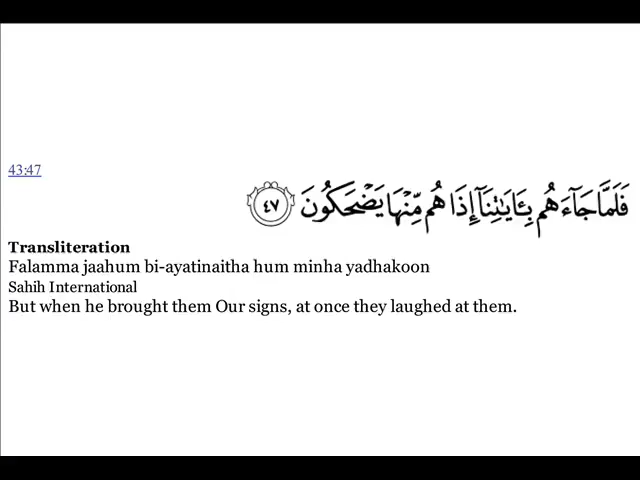 43:47
فَلَمَّا جَآءَهُم بِـَٔايَـٰتِنَآ إِذَا هُم مِّنْهَا يَضْحَكُونَ ٤٧
Transliteration
Falamma jaahum bi-ayatinaitha hum minha yadhakoon
Sahih International
But when he brought them Our signs, at once they laughed at them.